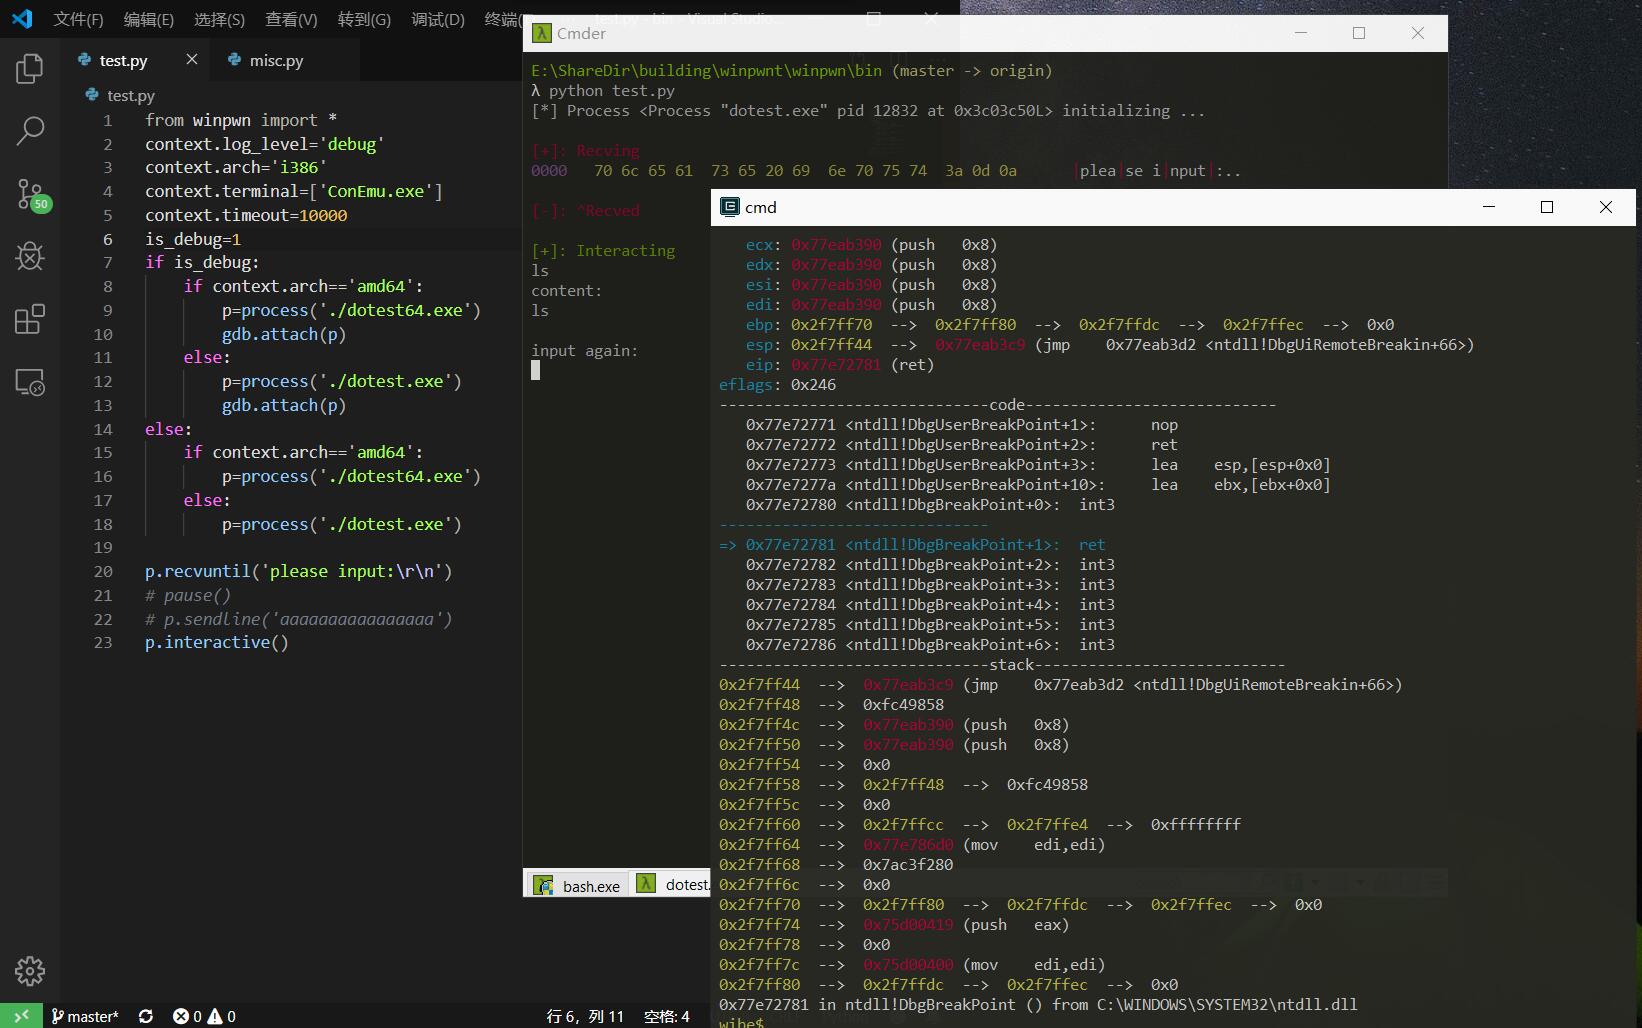 文件(F) 编辑(E) 选择(S) 查看(V) 转到(G) 调试(D) 终端(
test.py - bin - Visual Studio...
test.py misc.py
test.py
1 from winpwn import *
2 context.log_level='debug'
3 context.arch='i386'
4 context.terminal=['ConEmu.exe']
5 context.timeout=10000
6 is_debug=1
7 if is_debug:
8 if context.arch=='amd64':
9 p=process('./dotest64.exe')
10 gdb.attach(p)
11 else:
12 p=process('./dotest.exe')
13 gdb.attach(p)
14 else:
15 if context.arch=='amd64':
16 p=process('./dotest64.exe')
17 else:
18 p=process('./dotest.exe')
19
20 p.recvuntil('please input:\r\n')
21 # pause()
22 # p.sendline('aaaaaaaaaaaaaaaa')
23 p.interactive()
50
master* 0 0 行 6，列 11 空格: 4
Cmder
E:\ShareDir\building\winpwnt\winpwn\bin (master -> origin)
λ python test.py
[*] Process <Process "dotest.exe" pid 12832 at 0x3c03c50L> initializing ...
[+]: Recving
0000 70 6c 65 61 73 65 20 69 6e 70 75 74 3a 0d 0a |plea|se i|nput|:..
[-]: ^Recved
[+]: Interacting
ls
content:
ls
input again:
bash.exe dotest.
cmd
ecx: 0x77eab390 (push 0x8)
edx: 0x77eab390 (push 0x8)
esi: 0x77eab390 (push 0x8)
edi: 0x77eab390 (push 0x8)
ebp: 0x2f7ff70 --> 0x2f7ff80 --> 0x2f7ffdc --> 0x2f7ffec --> 0x0
esp: 0x2f7ff44 --> 0x77eab3c9 (jmp 0x77eab3d2 <ntdll!DbgUiRemoteBreakin+66>)
eip: 0x77e72781 (ret)
eflags: 0x246
------------------------------code----------------------------
0x77e72771 <ntdll!DbgUserBreakPoint+1>: nop
0x77e72772 <ntdll!DbgUserBreakPoint+2>: ret
0x77e72773 <ntdll!DbgUserBreakPoint+3>: lea esp,[esp+0x0]
0x77e7277a <ntdll!DbgUserBreakPoint+10>: lea ebx,[ebx+0x0]
0x77e72780 <ntdll!DbgBreakPoint+0>: int3
------------------------------
=> 0x77e72781 <ntdll!DbgBreakPoint+1>: ret
0x77e72782 <ntdll!DbgBreakPoint+2>: int3
0x77e72783 <ntdll!DbgBreakPoint+3>: int3
0x77e72784 <ntdll!DbgBreakPoint+4>: int3
0x77e72785 <ntdll!DbgBreakPoint+5>: int3
0x77e72786 <ntdll!DbgBreakPoint+6>: int3
------------------------------stack----------------------------
0x2f7ff44 --> 0x77eab3c9 (jmp 0x77eab3d2 <ntdll!DbgUiRemoteBreakin+66>)
0x2f7ff48 --> 0xfc49858
0x2f7ff4c --> 0x77eab390 (push 0x8)
0x2f7ff50 --> 0x77eab390 (push 0x8)
0x2f7ff54 --> 0x0
0x2f7ff58 --> 0x2f7ff48 --> 0xfc49858
0x2f7ff5c --> 0x0
0x2f7ff60 --> 0x2f7ffcc --> 0x2f7ffe4 --> 0xffffffff
0x2f7ff64 --> 0x77e786d0 (mov edi,edi)
0x2f7ff68 --> 0x7ac3f280
0x2f7ff6c --> 0x0
0x2f7ff70 --> 0x2f7ff80 --> 0x2f7ffdc --> 0x2f7ffec --> 0x0
0x2f7ff74 --> 0x75d00419 (push eax)
0x2f7ff78 --> 0x0
0x2f7ff7c --> 0x75d00400 (mov edi,edi)
0x2f7ff80 --> 0x2f7ffdc --> 0x2f7ffec --> 0x0
0x77e72781 in ntdll!DbgBreakPoint () from C:\WINDOWS\SYSTEM32\ntdll.dll